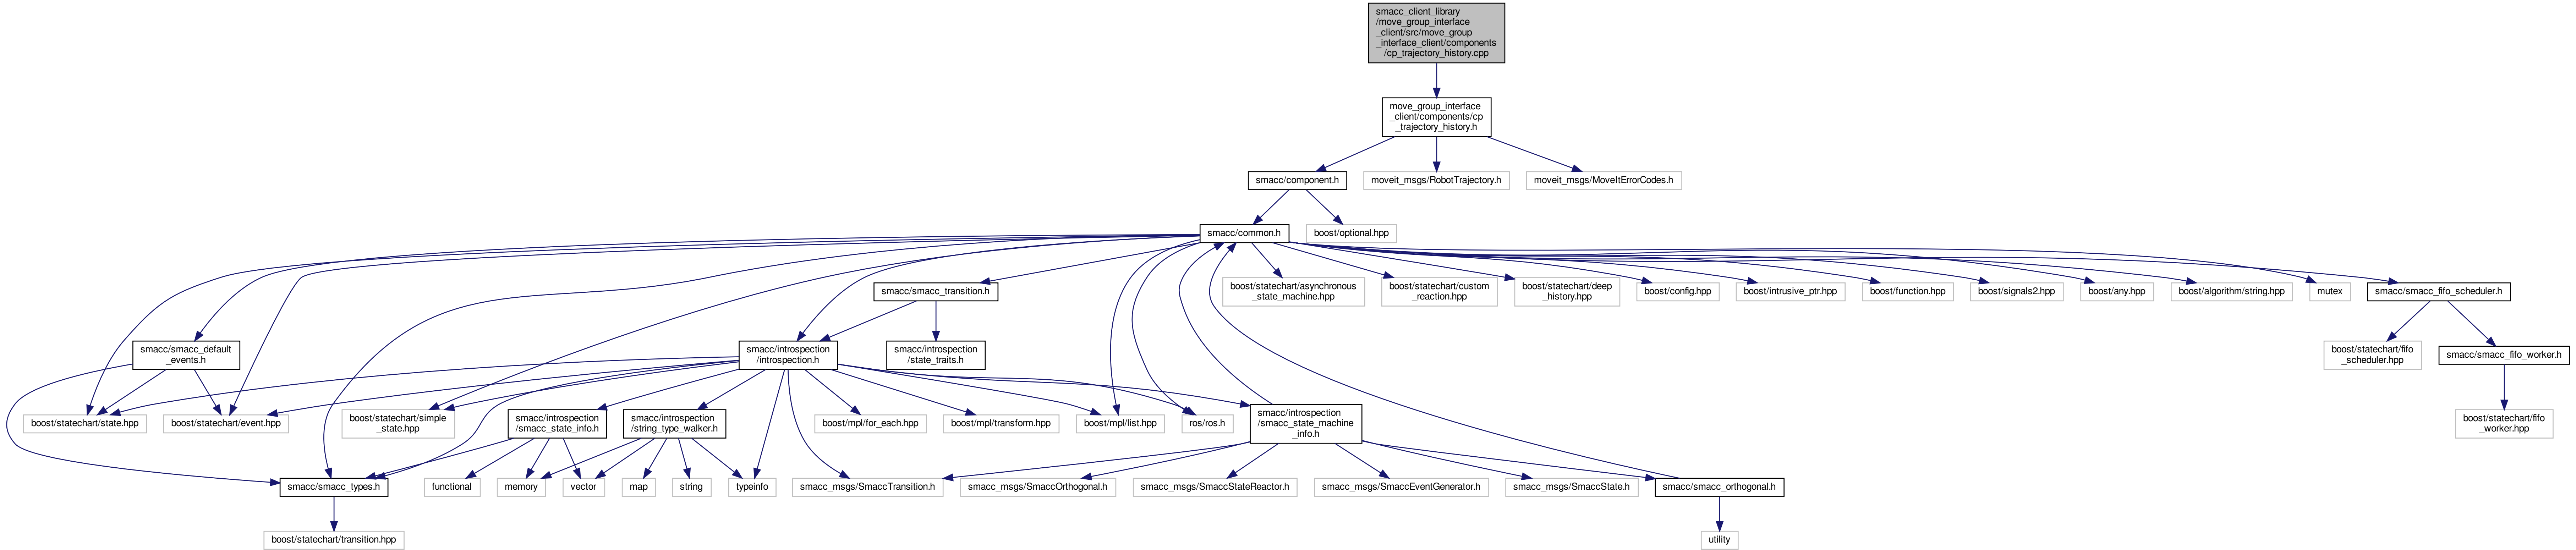 smacc_client_library
/move_group_interface
_client/src/move_group
_interface_client/components
/cp_trajectory_history.cpp
move_group_interface
_client/components/cp
_trajectory_history.h
smacc/component.h
moveit_msgs/RobotTrajectory.h
moveit_msgs/MoveItErrorCodes.h
smacc/common.h
boost/optional.hpp
smacc/smacc_transition.h
boost/statechart/asynchronous
_state_machine.hpp
boost/statechart/custom
_reaction.hpp
boost/statechart/deep
_history.hpp
boost/config.hpp
boost/intrusive_ptr.hpp
boost/function.hpp
boost/signals2.hpp
boost/any.hpp
boost/algorithm/string.hpp
mutex
smacc/smacc_fifo_scheduler.h
smacc/smacc_default
_events.h
smacc/introspection
/introspection.h
smacc/introspection
/state_traits.h
boost/statechart/fifo
_scheduler.hpp
smacc/smacc_fifo_worker.h
boost/statechart/state.hpp
boost/statechart/event.hpp
boost/statechart/simple
_state.hpp
smacc/introspection
/smacc_state_info.h
smacc/introspection
/string_type_walker.h
boost/mpl/for_each.hpp
boost/mpl/transform.hpp
boost/mpl/list.hpp
ros/ros.h
smacc/introspection
/smacc_state_machine
_info.h
boost/statechart/fifo
_worker.hpp
smacc/smacc_types.h
functional
memory
vector
map
string
typeinfo
smacc_msgs/SmaccTransition.h
smacc_msgs/SmaccOrthogonal.h
smacc_msgs/SmaccStateReactor.h
smacc_msgs/SmaccEventGenerator.h
smacc_msgs/SmaccState.h
smacc/smacc_orthogonal.h
boost/statechart/transition.hpp
utility